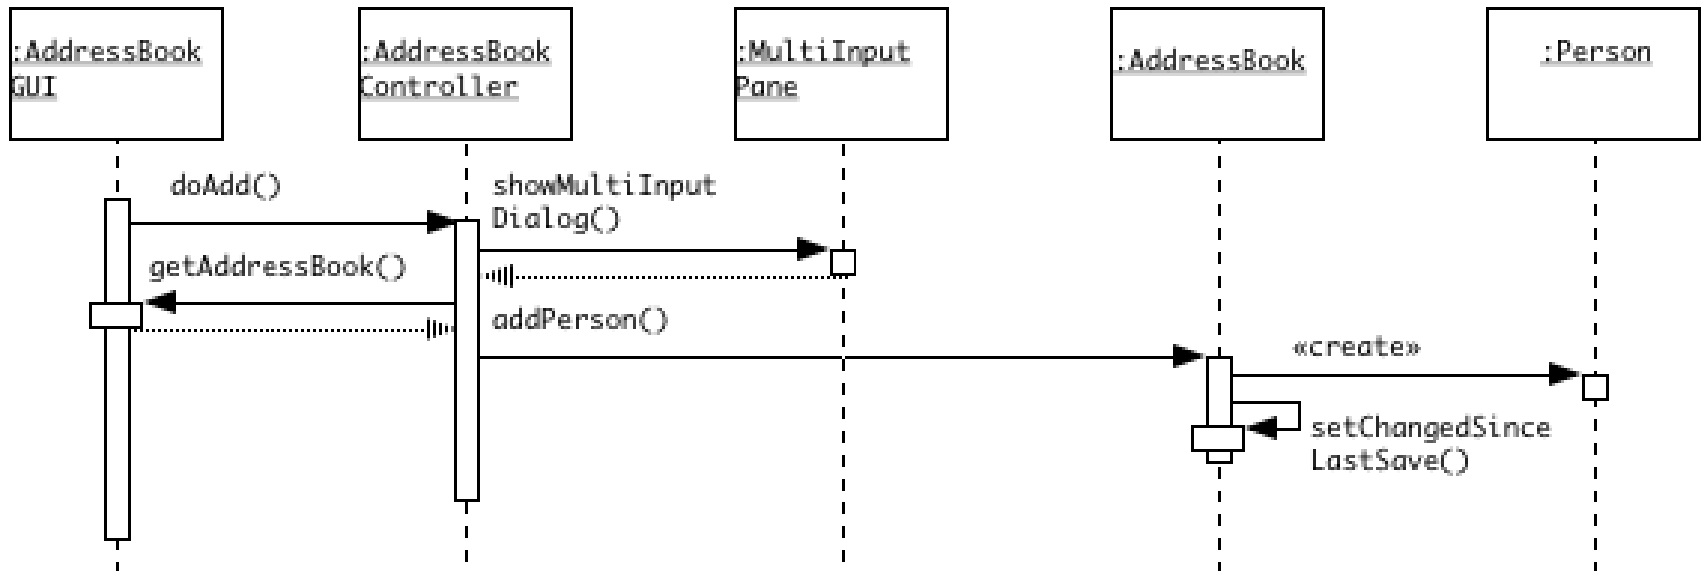 :AddressBook
GUI
:AddressBook
Controller
:MultiInput
Pane
:AddressBook
:Person
doAdd()
showMultiInput
Dialog()
getAddressBook()
addPerson()
«create»
setChangedSince
LastSave()